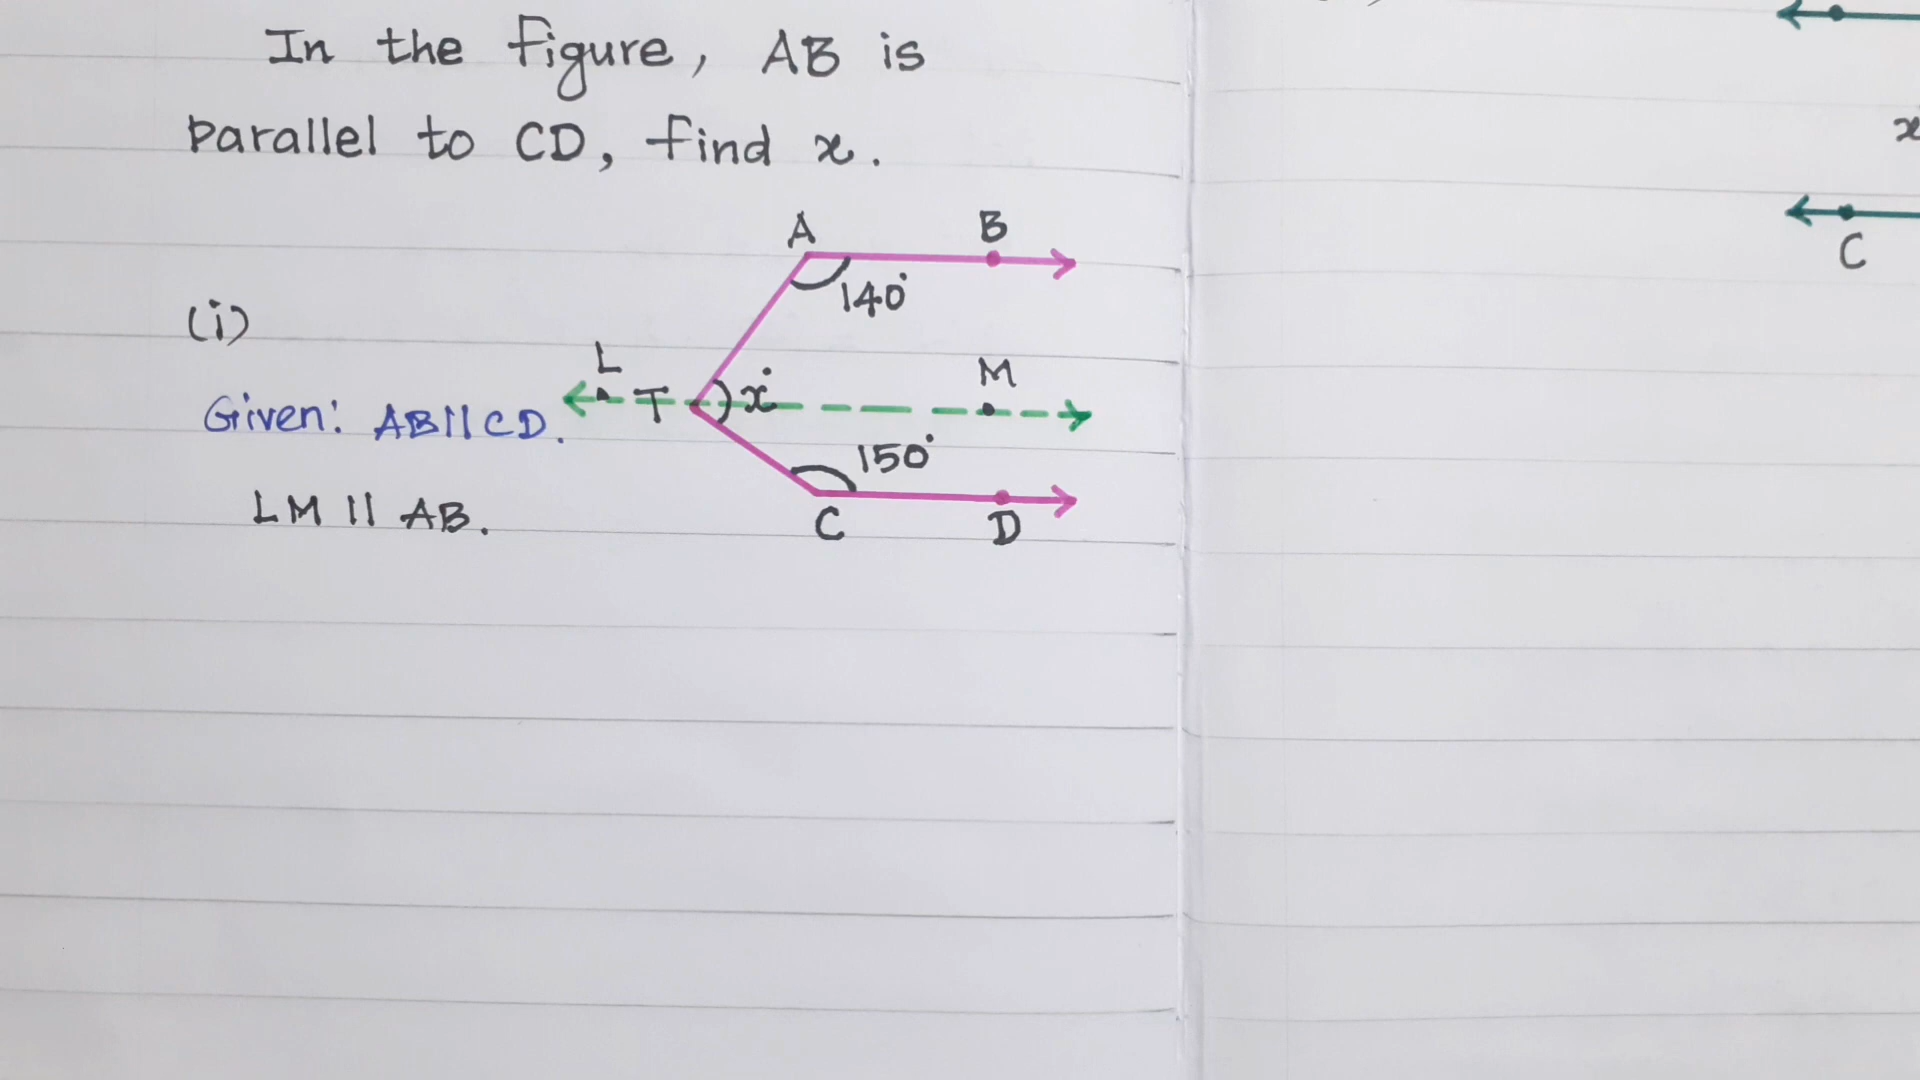 In the figure, AB is
parallel to CD, find x.
A B
140°
(i)
L M
T x°
Given: AB || CD.
150°
LM || AB.
C D
x
C